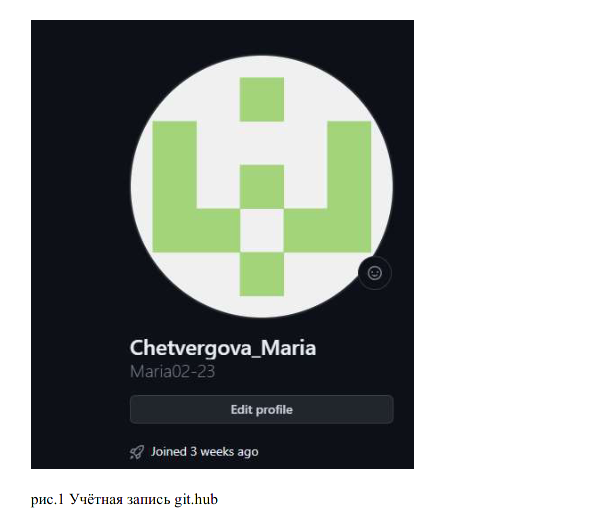 Chetvergova_Maria
Maria02-23
Edit profile
Joined 3 weeks ago
рис.1 Учётная запись git.hub